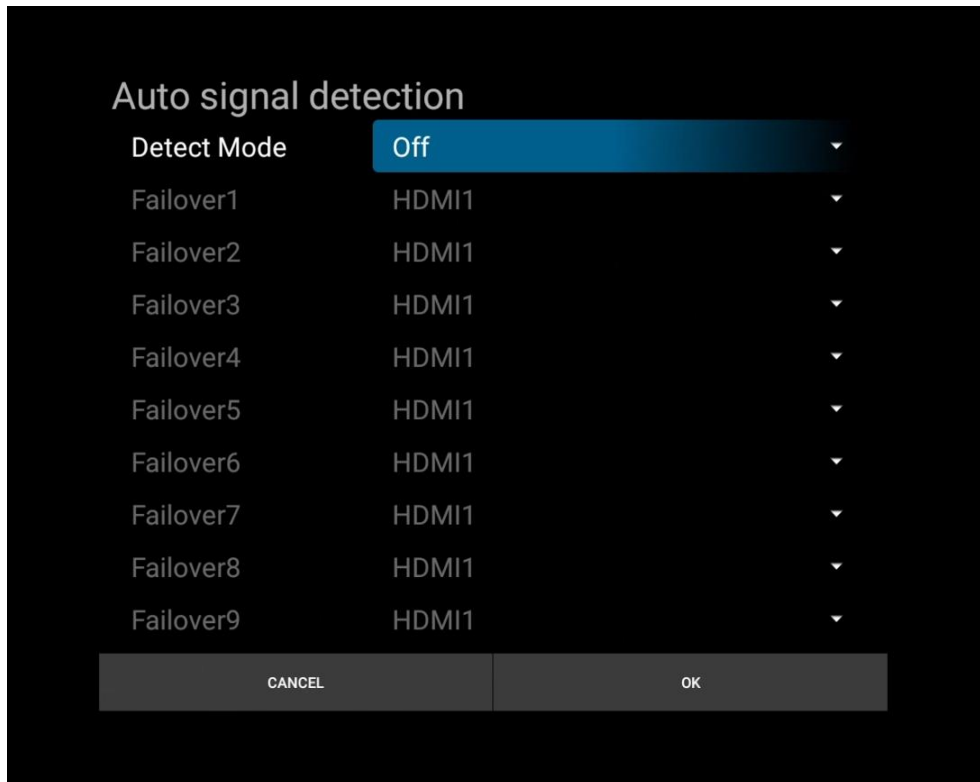 Auto signal detection
Detect Mode Off
Failover1 HDMI1
Failover2 HDMI1
Failover3 HDMI1
Failover4 HDMI1
Failover5 HDMI1
Failover6 HDMI1
Failover7 HDMI1
Failover8 HDMI1
Failover9 HDMI1
CANCEL OK